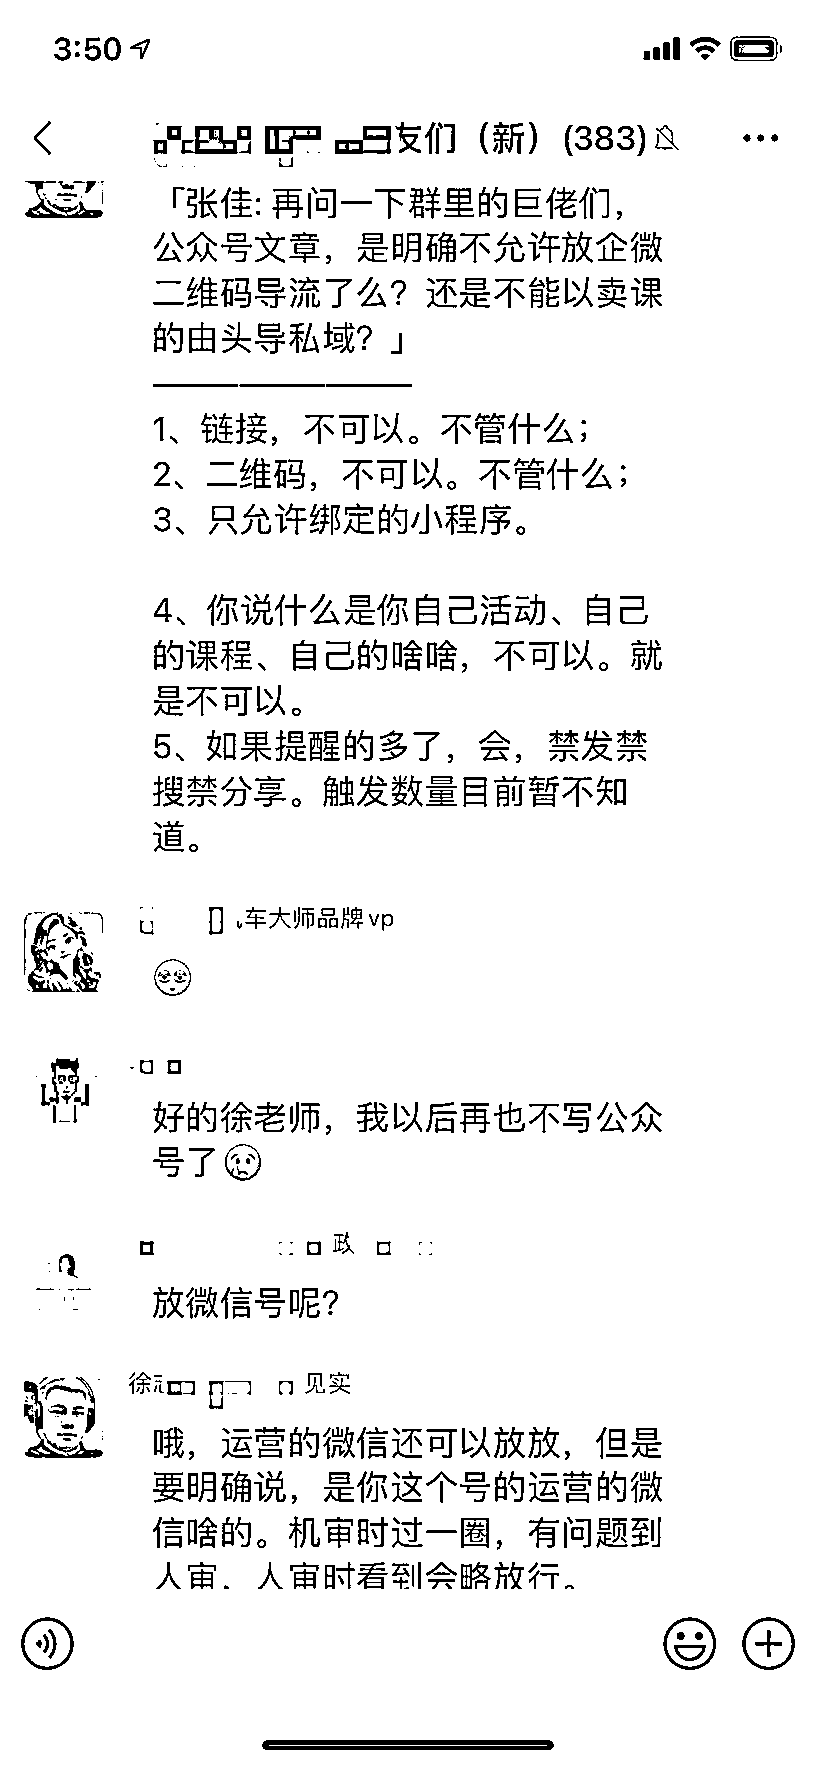 3:50
友们（新）(383)
「张佳: 再问一下群里的巨佬们，
公众号文章，是明确不允许放企微
二维码导流了么？还是不能以卖课
的由头导私域？」
——————————
1、链接，不可以。不管什么；
2、二维码，不可以。不管什么；
3、只允许绑定的小程序。
4、你说什么是你自己活动、自己
的课程、自己的啥啥，不可以。就
是不可以。
5、如果提醒的多了，会，禁发禁
搜禁分享。触发数量目前暂不知
道。
车大师品牌vp
好的徐老师，我以后再也不写公众
号了
政
放微信号呢？
徐 见实
哦，运营的微信还可以放放，但是
要明确说，是你这个号的运营的微
信啥的。机审时过一圈，有问题到
人审，人审时看到会略放行。